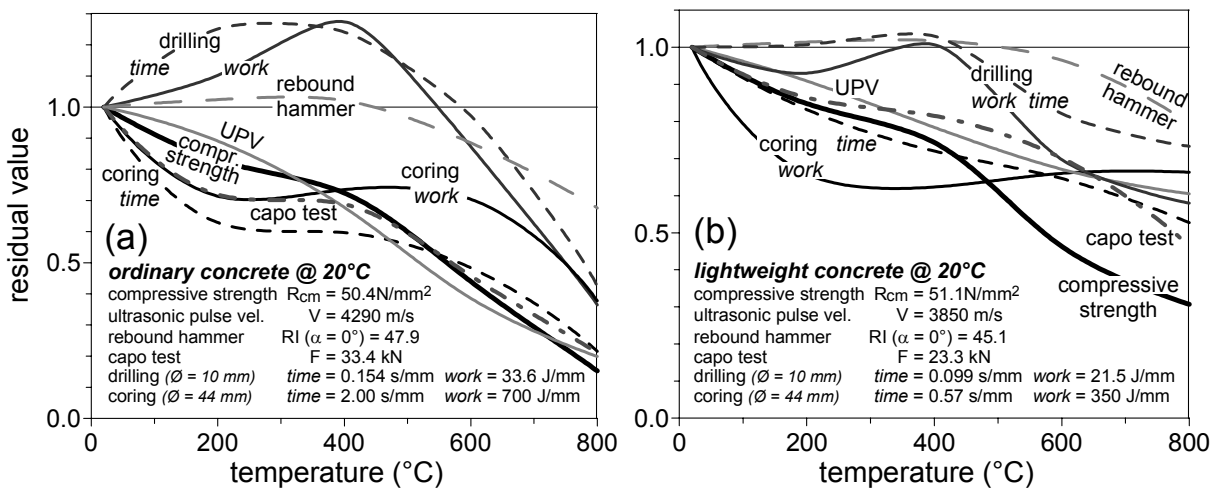 residual value
1.0
0.5
0.0
0
200
400
600
800
temperature (°C)
drilling
time
work
rebound
hammer
UPV
compr.
strength
coring
time
coring
work
capo test
(a)
ordinary concrete @ 20°C
compressive strength Rcm = 50.4N/mm2
ultrasonic pulse vel. V = 4290 m/s
rebound hammer RI (α = 0°) = 47.9
capo test F = 33.4 kN
drilling (Ø = 10 mm) time = 0.154 s/mm work = 33.6 J/mm
coring (Ø = 44 mm) time = 2.00 s/mm work = 700 J/mm
1.0
0.5
0.0
0
200
400
600
800
temperature (°C)
UPV
drilling
work time
rebound
hammer
coring
work
time
capo test
compressive
strength
(b)
lightweight concrete @ 20°C
compressive strength Rcm = 51.1N/mm2
ultrasonic pulse vel. V = 3850 m/s
rebound hammer RI (α = 0°) = 45.1
capo test F = 23.3 kN
drilling (Ø = 10 mm) time = 0.099 s/mm work = 21.5 J/mm
coring (Ø = 44 mm) time = 0.57 s/mm work = 350 J/mm